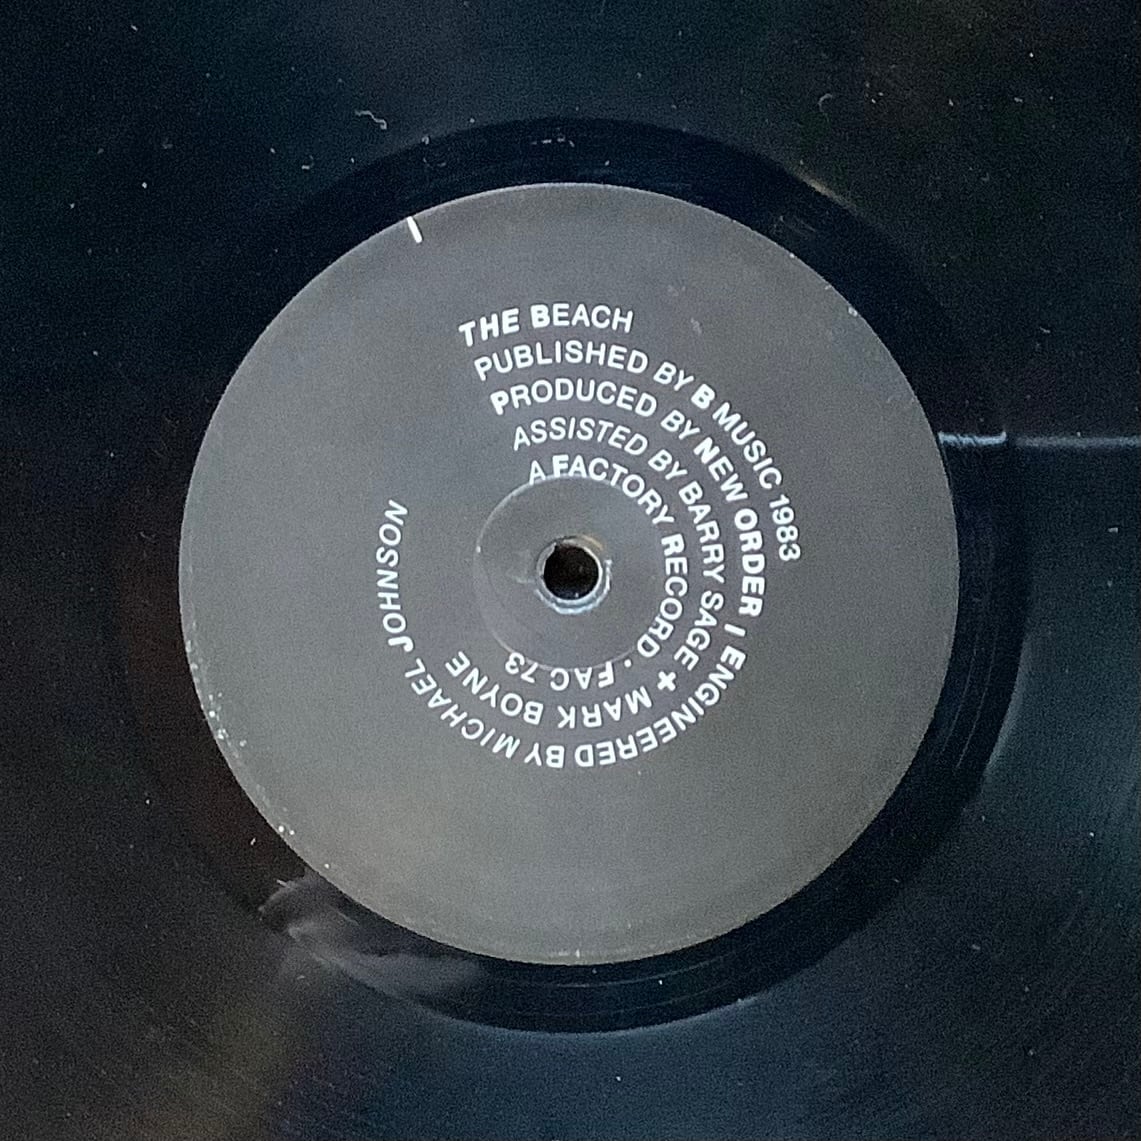 THE BEACH
PUBLISHED BY B MUSIC 1983
PRODUCED BY NEW ORDER / ENGINEERED BY MICHAEL JOHNSON
ASSISTED BY BARRY SAGE + MARK BOYNE
A FACTORY RECORD · FAC 73